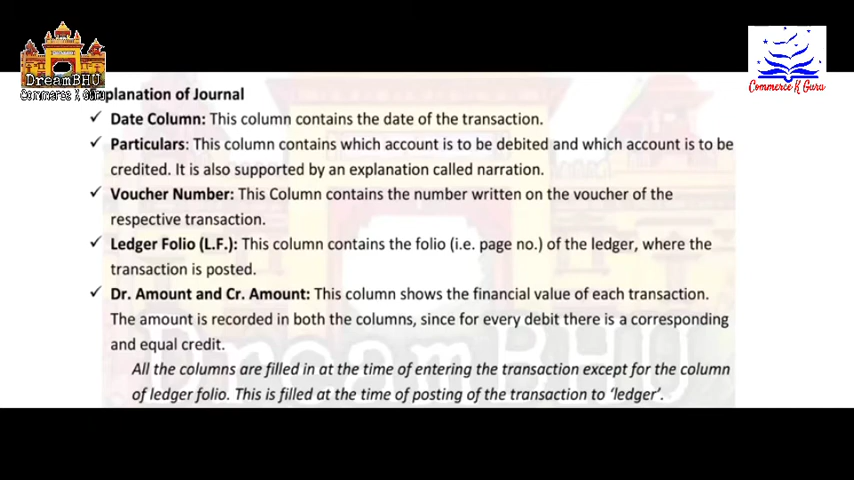 DreamBHU
Commerce K Guru
Commerce K Guru
xplanation of Journal
✓ Date Column: This column contains the date of the transaction.
✓ Particulars: This column contains which account is to be debited and which account is to be
credited. It is also supported by an explanation called narration.
✓ Voucher Number: This Column contains the number written on the voucher of the
respective transaction.
✓ Ledger Folio (L.F.): This column contains the folio (i.e. page no.) of the ledger, where the
transaction is posted.
✓ Dr. Amount and Cr. Amount: This column shows the financial value of each transaction.
The amount is recorded in both the columns, since for every debit there is a corresponding
and equal credit.
All the columns are filled in at the time of entering the transaction except for the column
of ledger folio. This is filled at the time of posting of the transaction to ‘ledger’.
DreamBHU